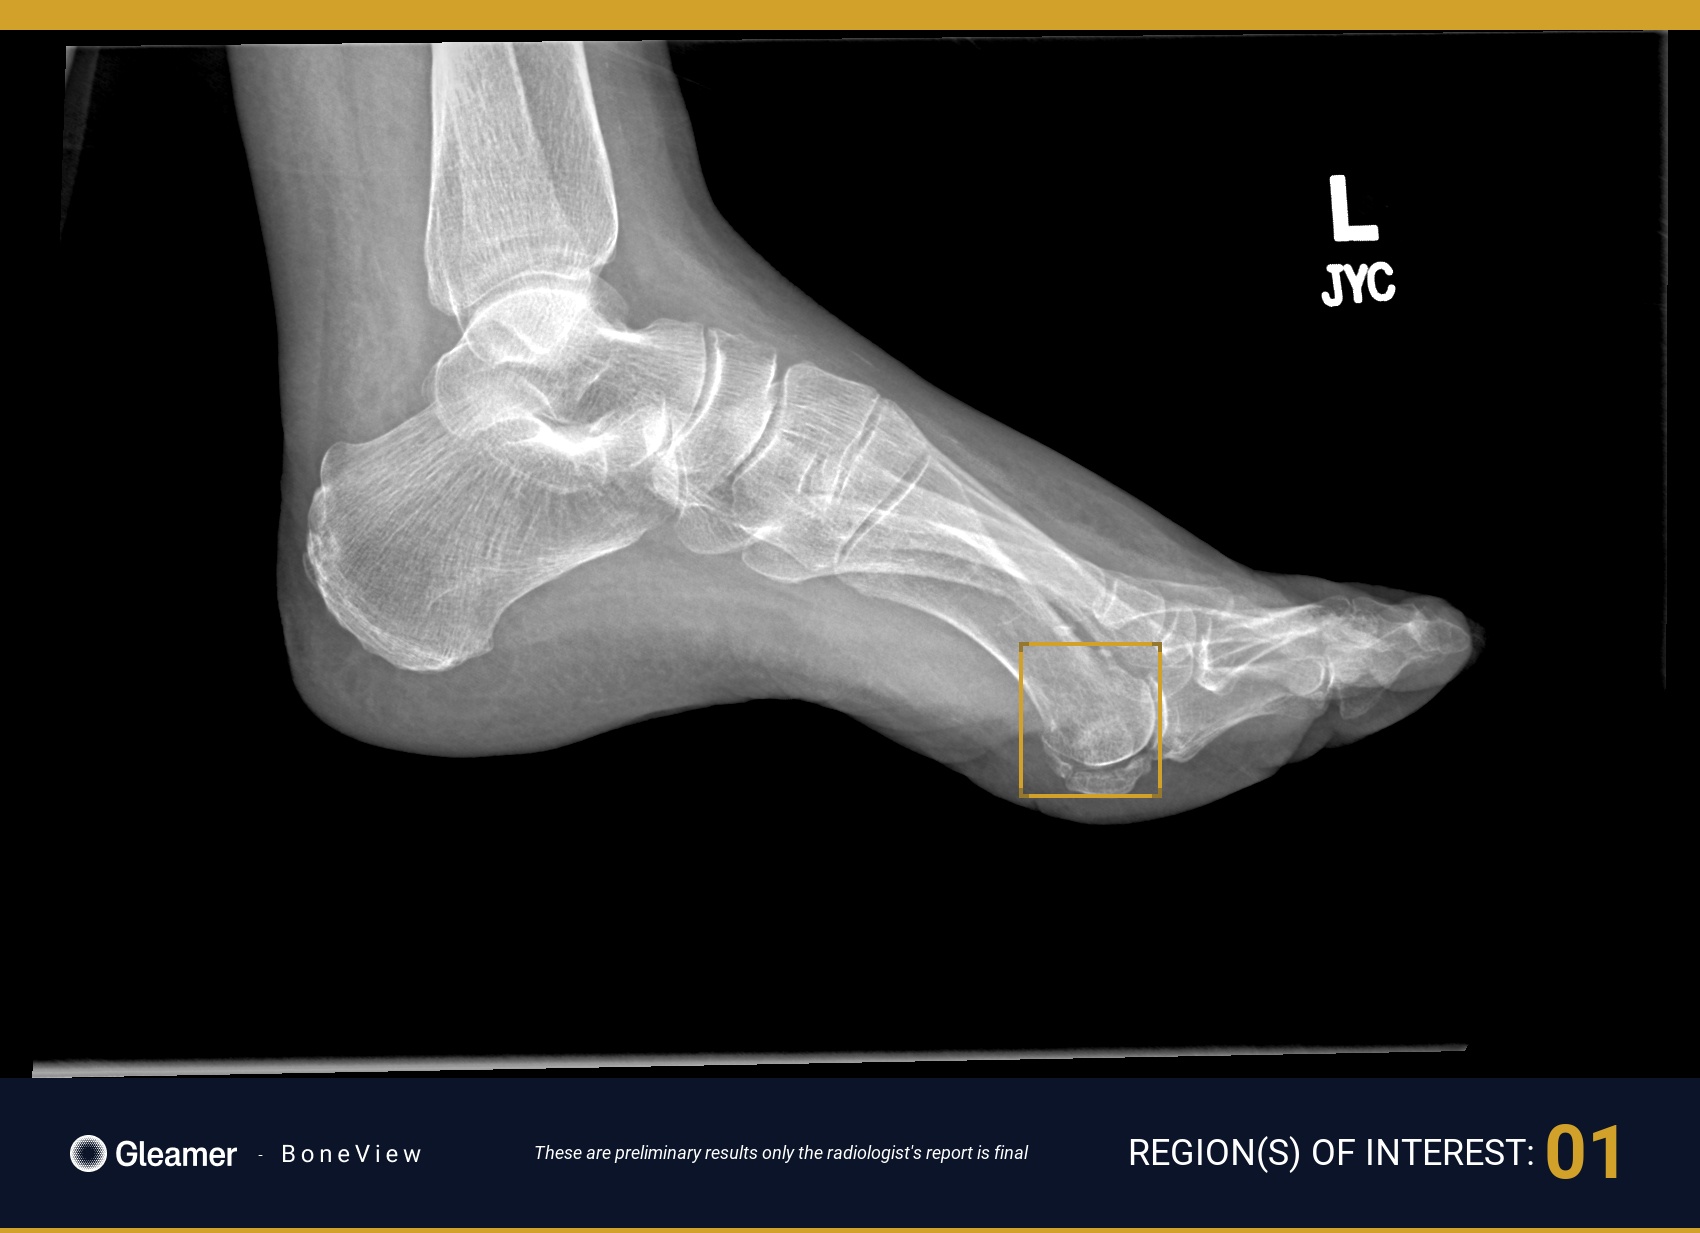 L
JYC
Gleamer - BoneView
These are preliminary results only the radiologist's report is final
REGION(S) OF INTEREST: 01